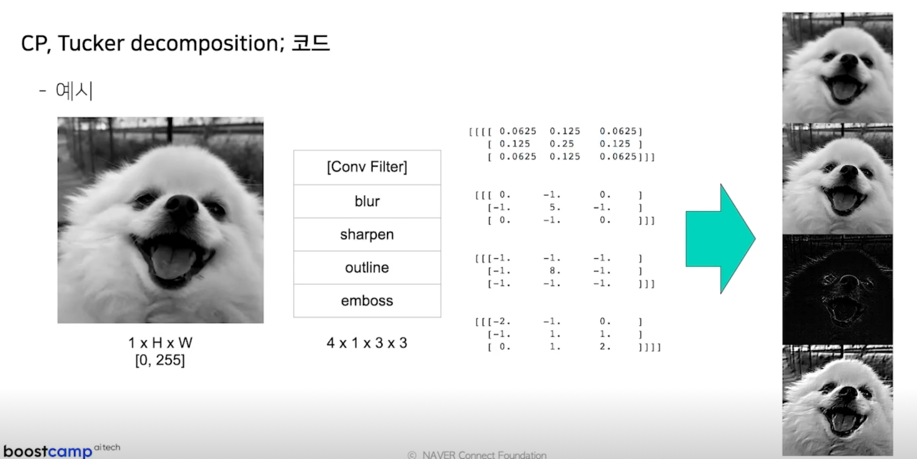 CP, Tucker decomposition; 코드
- 예시
1 x H x W
[0, 255]
[Conv Filter]
blur
sharpen
outline
emboss
4 x 1 x 3 x 3
[[[[ 0.0625 0.125 0.0625]
[ 0.125 0.25 0.125 ]
[ 0.0625 0.125 0.0625]]]
[[[ 0. -1. 0. ]
[-1. 5. -1. ]
[ 0. -1. 0. ]]]
[[[-1. -1. -1. ]
[-1. 8. -1. ]
[-1. -1. -1. ]]]
[[[-2. -1. 0. ]
[-1. 1. 1. ]
[ 0. 1. 2. ]]]]
boostcamp ai tech
© NAVER Connect Foundation